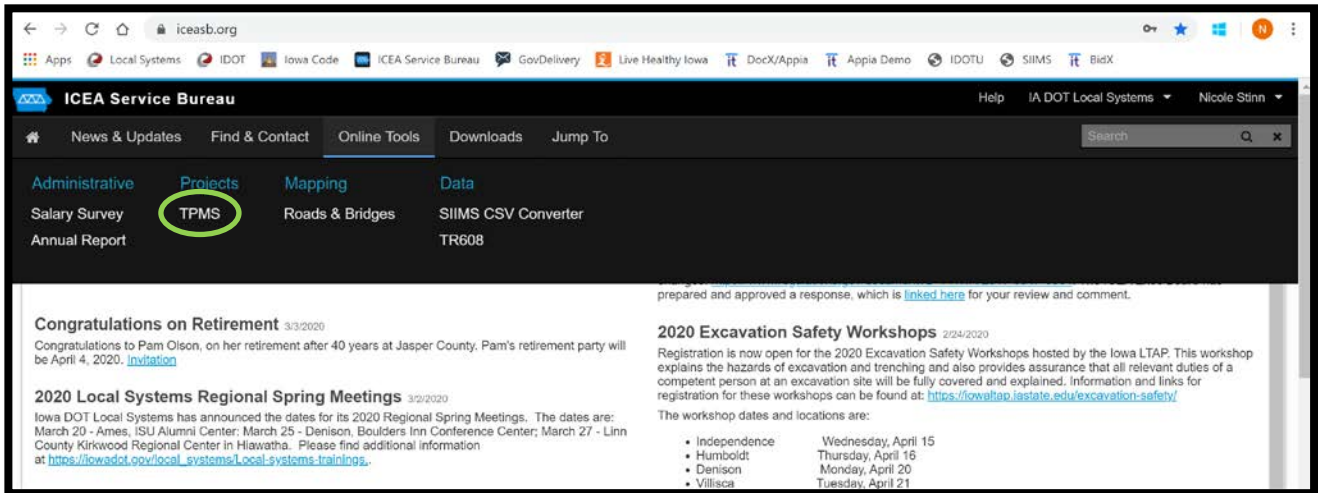 iceasb.org
N
Apps Local Systems IDOT Iowa Code ICEA Service Bureau GovDelivery Live Healthy Iowa DocX/Appia Appia Demo IDOTU SIIMS BidX
ICEA Service Bureau Help IA DOT Local Systems Nicole Stinn
News & Updates Find & Contact Online Tools Downloads Jump To Search
Administrative Projects Mapping Data
Salary Survey TPMS Roads & Bridges SIIMS CSV Converter
Annual Report TR608
prepared and approved a response, which is linked here for your review and comment.
Congratulations on Retirement 3/3/2020
Congratulations to Pam Olson, on her retirement after 40 years at Jasper County. Pam's retirement party will
be April 4, 2020. Invitation
2020 Local Systems Regional Spring Meetings 3/2/2020
Iowa DOT Local Systems has announced the dates for its 2020 Regional Spring Meetings. The dates are:
March 20 - Ames, ISU Alumni Center: March 25 - Denison, Boulders Inn Conference Center; March 27 - Linn
County Kirkwood Regional Center in Hiawatha. Please find additional information
at https://iowadot.gov/local_systems/Local-systems-trainings..
2020 Excavation Safety Workshops 2/24/2020
Registration is now open for the 2020 Excavation Safety Workshops hosted by the Iowa LTAP. This workshop
explains the hazards of excavation and trenching and also provides assurance that all relevant duties of a
competent person at an excavation site will be fully covered and explained. Information and links for
registration for these workshops can be found at: https://iowaltap.iastate.edu/excavation-safety/
The workshop dates and locations are:
• Independence Wednesday, April 15
• Humboldt Thursday, April 16
• Denison Monday, April 20
• Villisca Tuesday, April 21